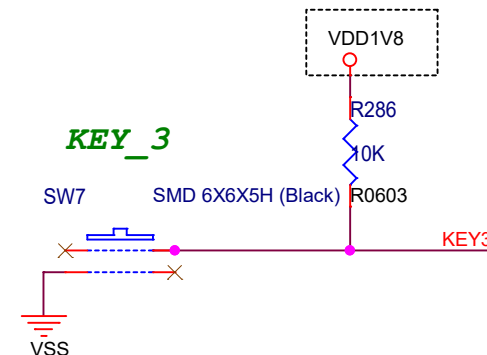 VDD1V8
R286
KEY_3
10K
SW7 SMD 6X6X5H (Black) R0603
KEY3
VSS